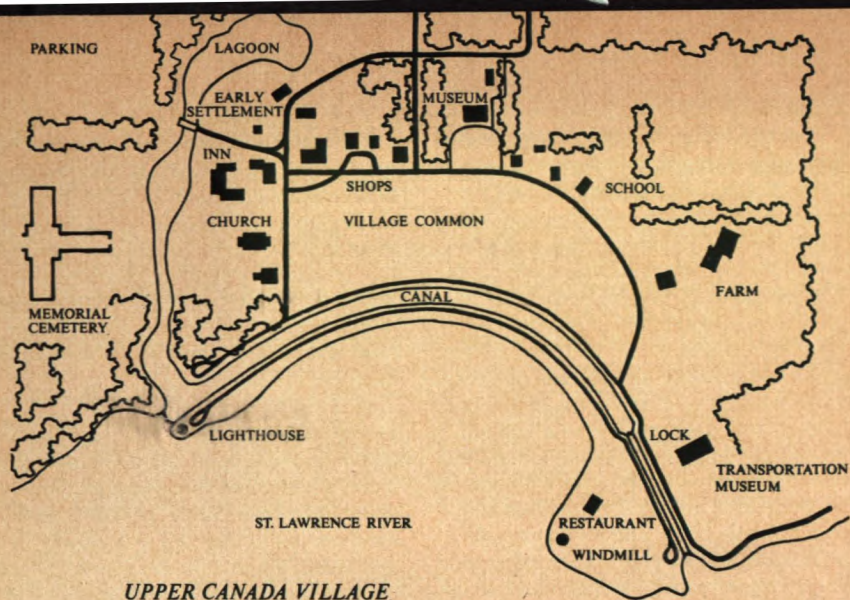 PARKING
LAGOON
EARLY
SETTLEMENT
MUSEUM
INN
SHOPS
SCHOOL
CHURCH
VILLAGE COMMON
CANAL
FARM
MEMORIAL
CEMETERY
LIGHTHOUSE
LOCK
TRANSPORTATION
MUSEUM
ST. LAWRENCE RIVER
RESTAURANT
WINDMILL
UPPER CANADA VILLAGE